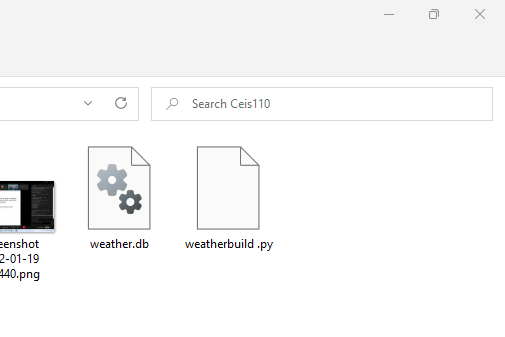 Search Ceis110
eenshot
2-01-19
440.png
weather.db
weatherbuild .py